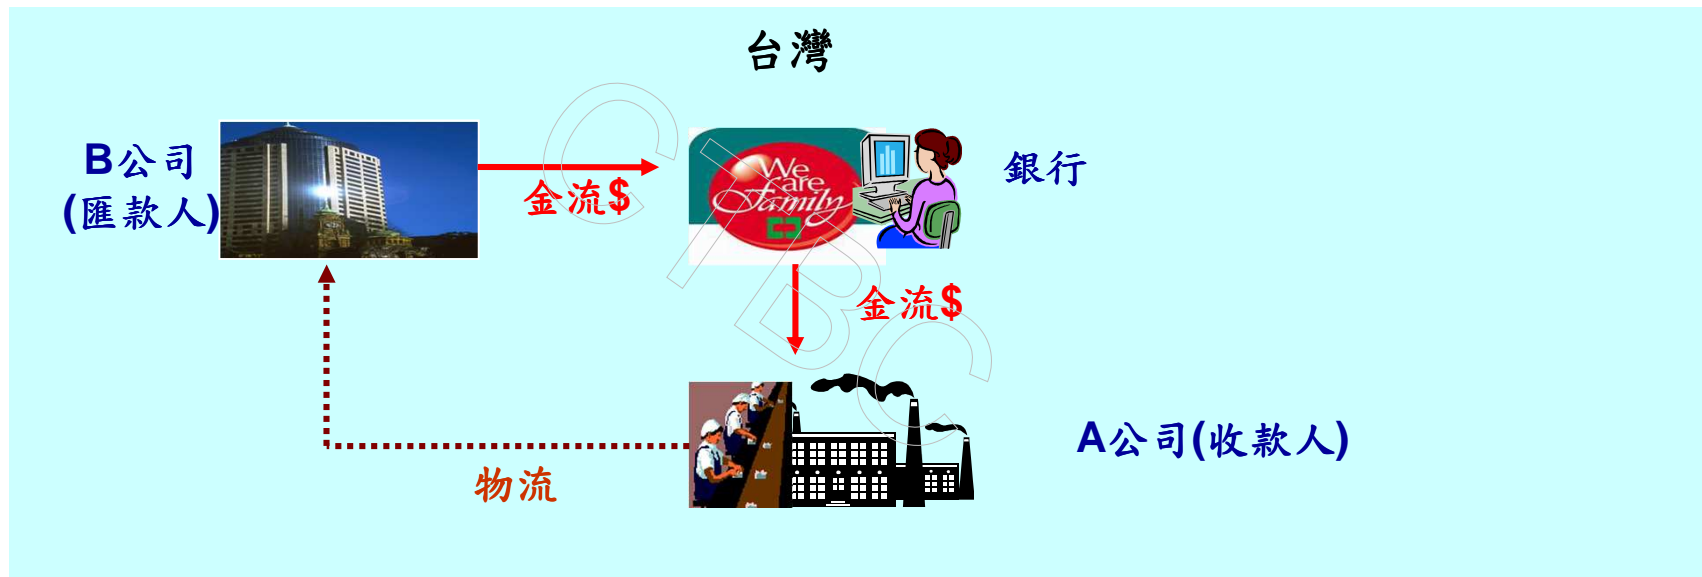 台灣
B公司
(匯款人)
金流$
We
are
Family
銀行
金流$
A公司(收款人)
物流
CTBC